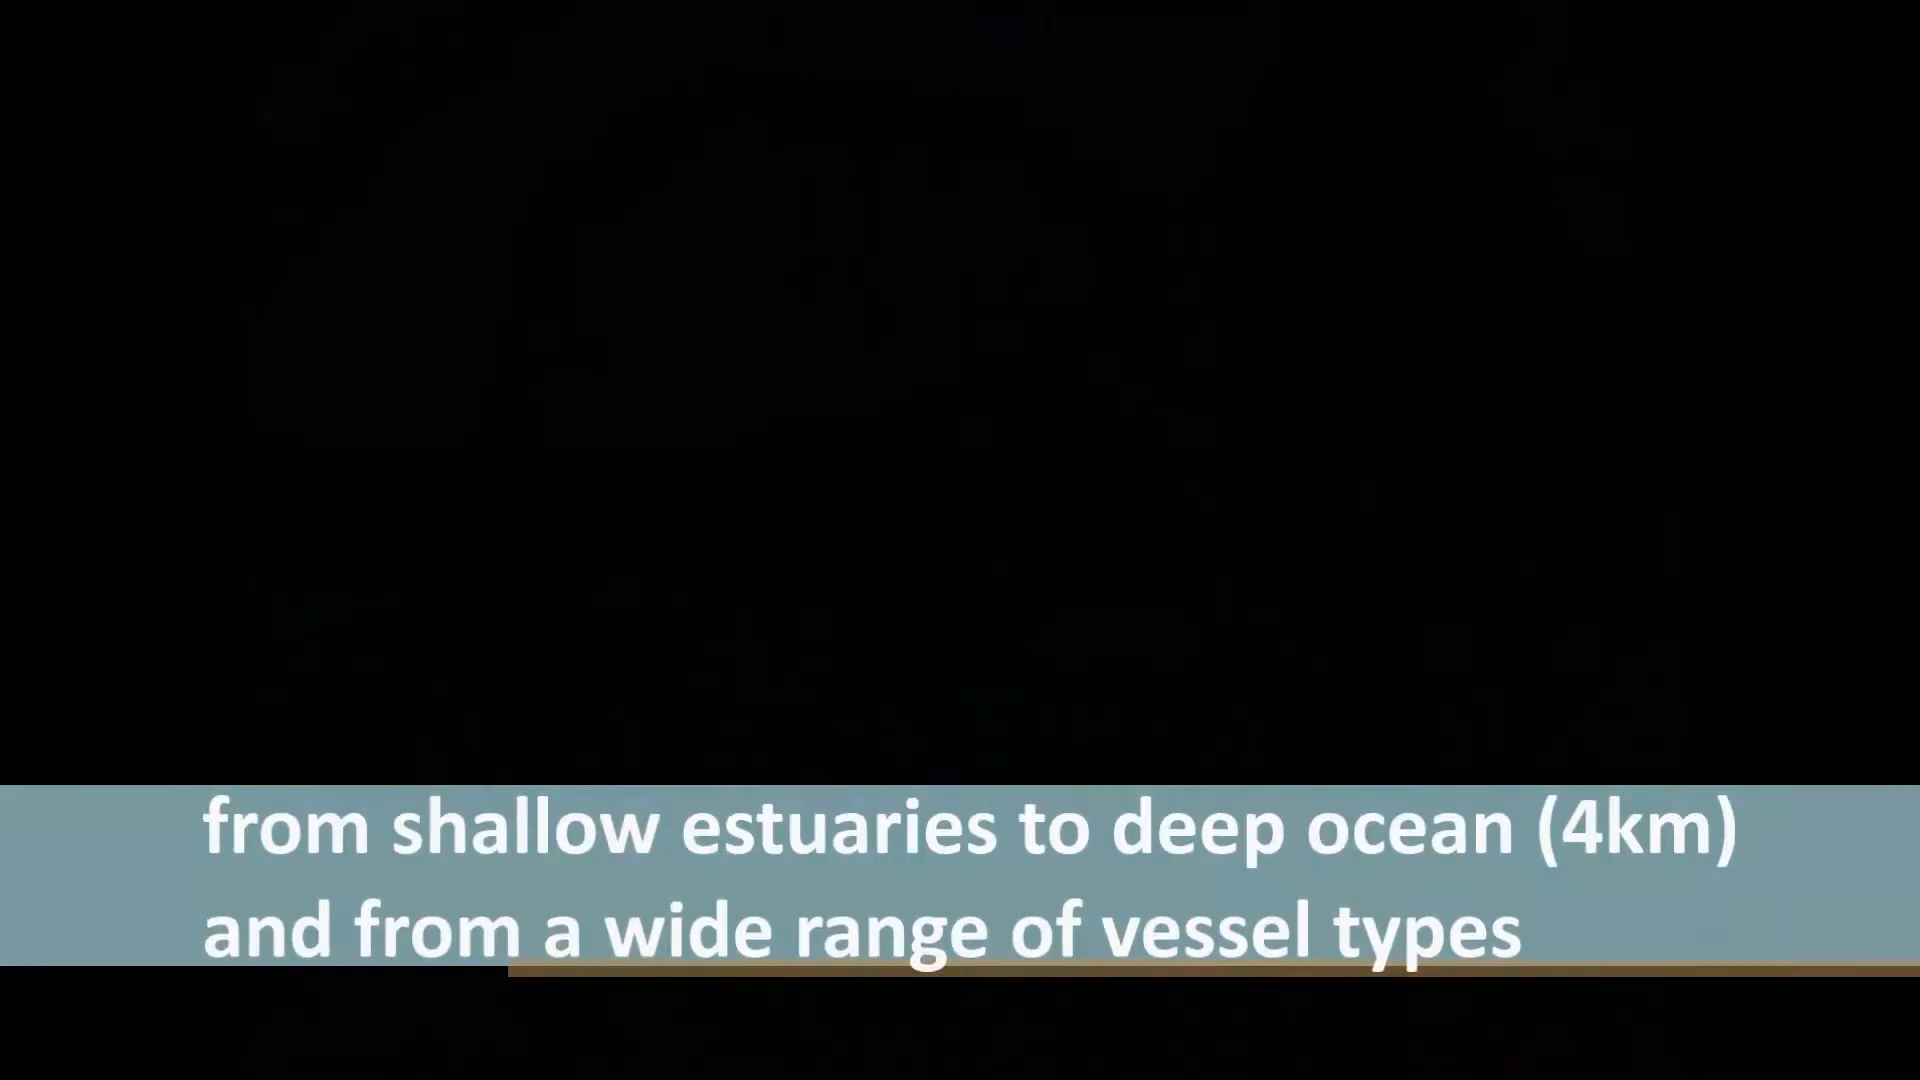 from shallow estuaries to deep ocean (4km)
and from a wide range of vessel types